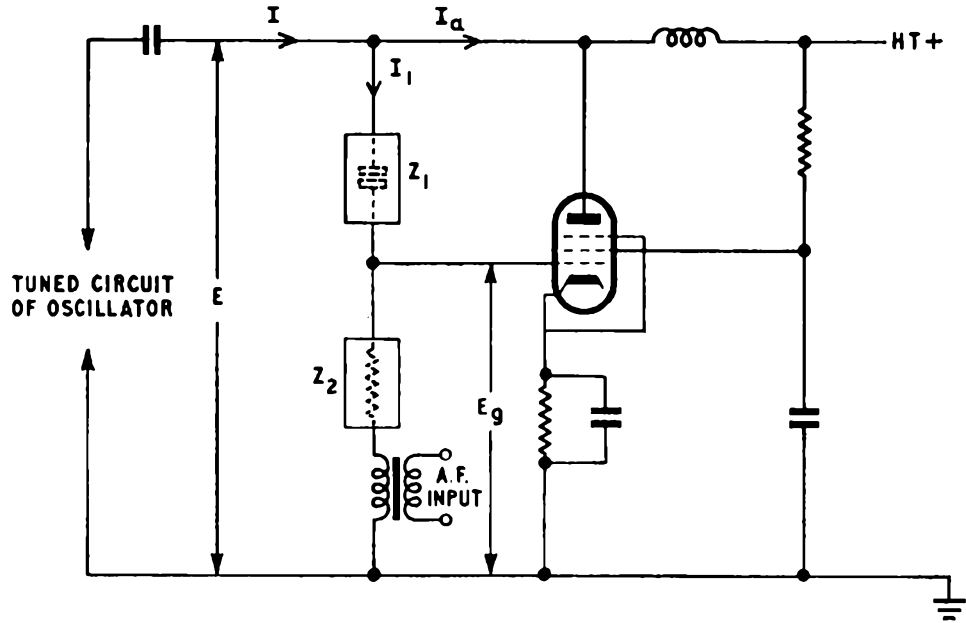 I
Ia
HT+
I1
Z1
TUNED CIRCUIT
OF OSCILLATOR
E
Z2
Eg
A.F.
INPUT